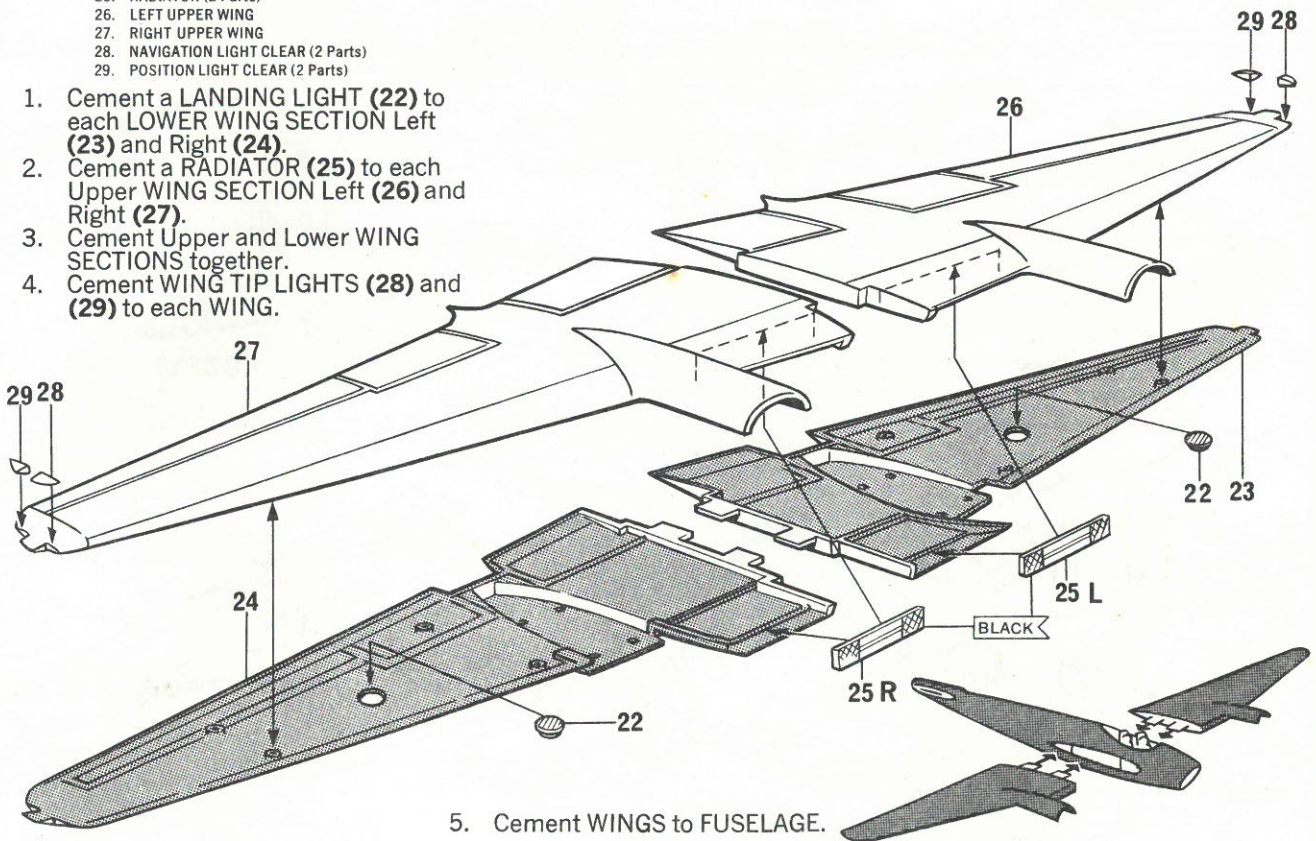 26. LEFT UPPER WING
27. RIGHT UPPER WING
28. NAVIGATION LIGHT CLEAR (2 Parts)
29. POSITION LIGHT CLEAR (2 Parts)
1. Cement a LANDING LIGHT (22) to
each LOWER WING SECTION Left
(23) and Right (24).
2. Cement a RADIATOR (25) to each
Upper WING SECTION Left (26) and
Right (27).
3. Cement Upper and Lower WING
SECTIONS together.
4. Cement WING TIP LIGHTS (28) and
(29) to each WING.
29 28
26
27
29 28
22 23
24
25 L
BLACK
25 R
22
5. Cement WINGS to FUSELAGE.